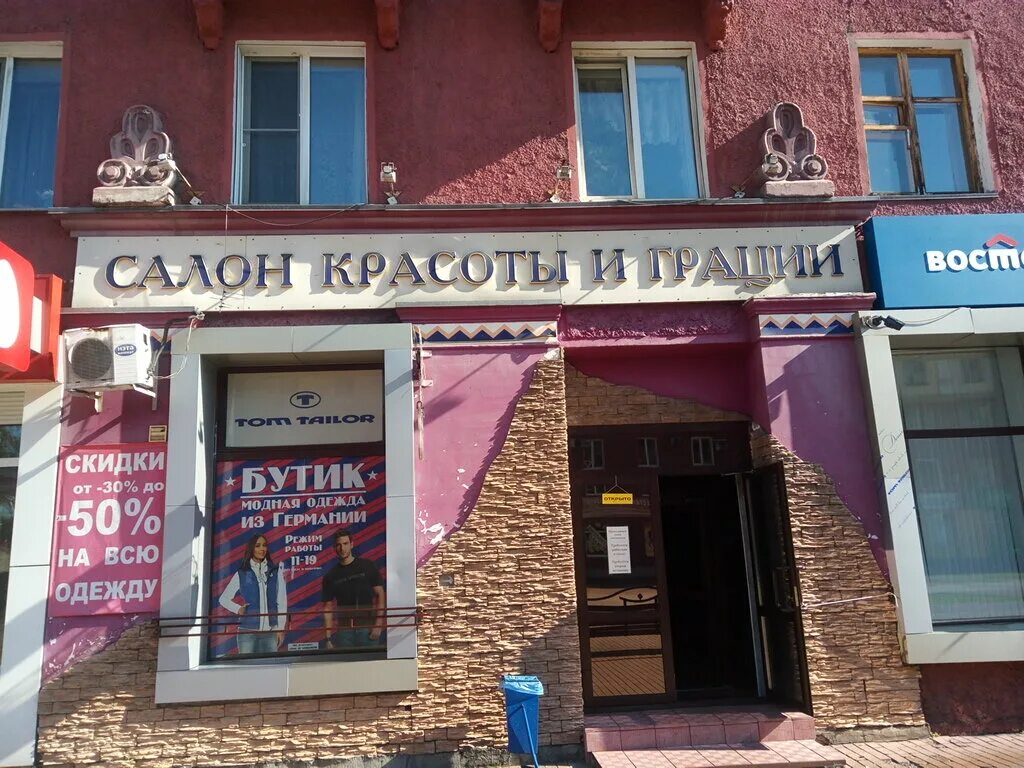 САЛОН КРАСОТЫ И ГРАЦИИ
ВОСТ
TOM TAILOR
СКИДКИ
от -30% до
50%
НА ВСЮ
ОДЕЖДУ
БУТИК
МОДНАЯ ОДЕЖДА
ИЗ ГЕРМАНИИ
РЕЖИМ
РАБОТЫ
11-19
ОТКРЫТО